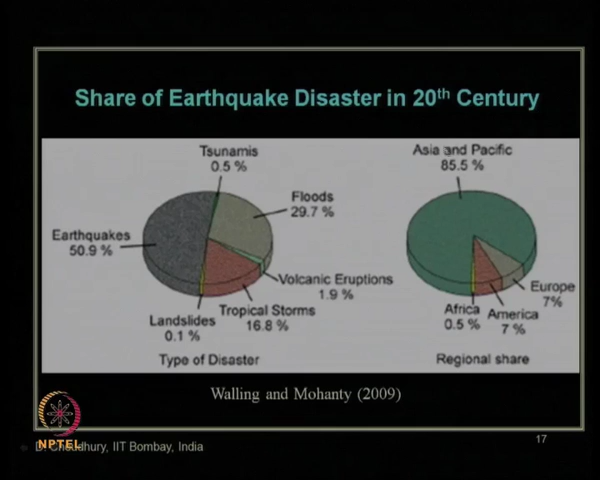 Share of Earthquake Disaster in 20th Century
Tsunamis
0.5 %
Floods
29.7 %
Earthquakes
50.9 %
Volcanic Eruptions
1.9 %
Tropical Storms
16.8 %
Landslides
0.1 %
Type of Disaster
Asia and Pacific
85.5 %
Europe
7%
Africa
0.5 %
America
7 %
Regional share
Walling and Mohanty (2009)
NPTEL
D. Choudhury, IIT Bombay, India
17